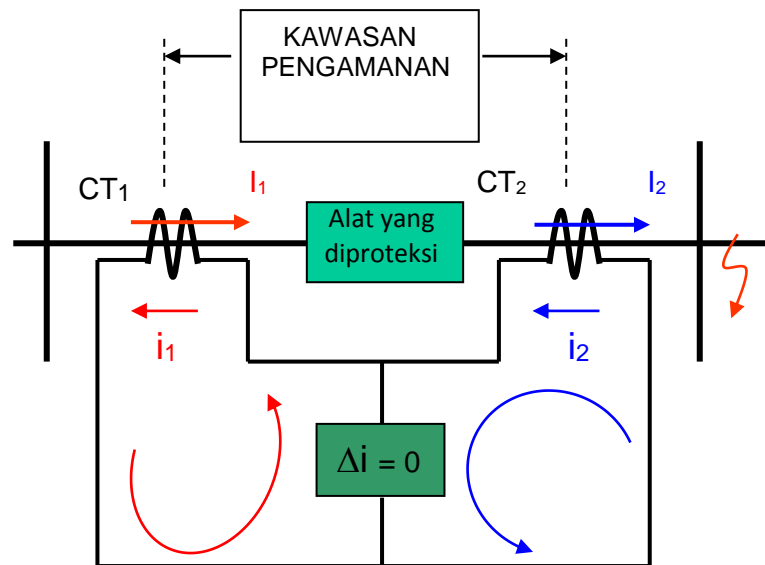 KAWASAN
PENGAMANAN
CT₁
I₁
CT₂
I₂
Alat yang
diproteksi
i₁
i₂
Δi = 0